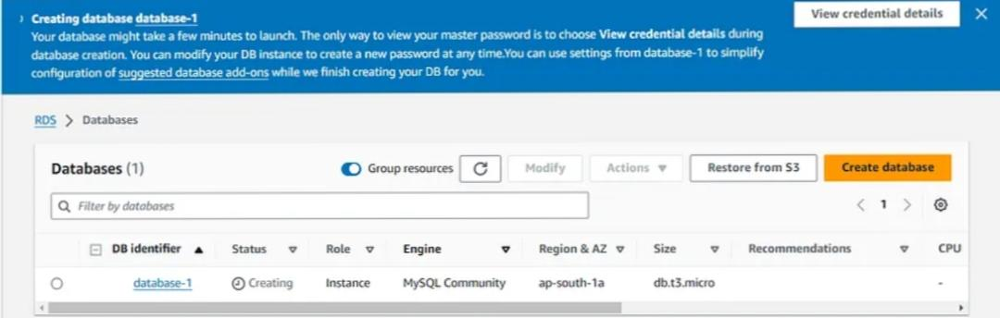 Creating database database-1
View credential details
Your database might take a few minutes to launch. The only way to view your master password is to choose View credential details during
database creation. You can modify your DB instance to create a new password at any time.You can use settings from database-1 to simplify
configuration of suggested database add-ons while we finish creating your DB for you.
RDS > Databases
Databases (1)
Group resources
Modify
Actions
Restore from S3
Create database
Filter by databases
1
DB identifier Status Role Engine Region & AZ Size Recommendations CPU
database-1 Creating Instance MySQL Community ap-south-1a db.t3.micro -